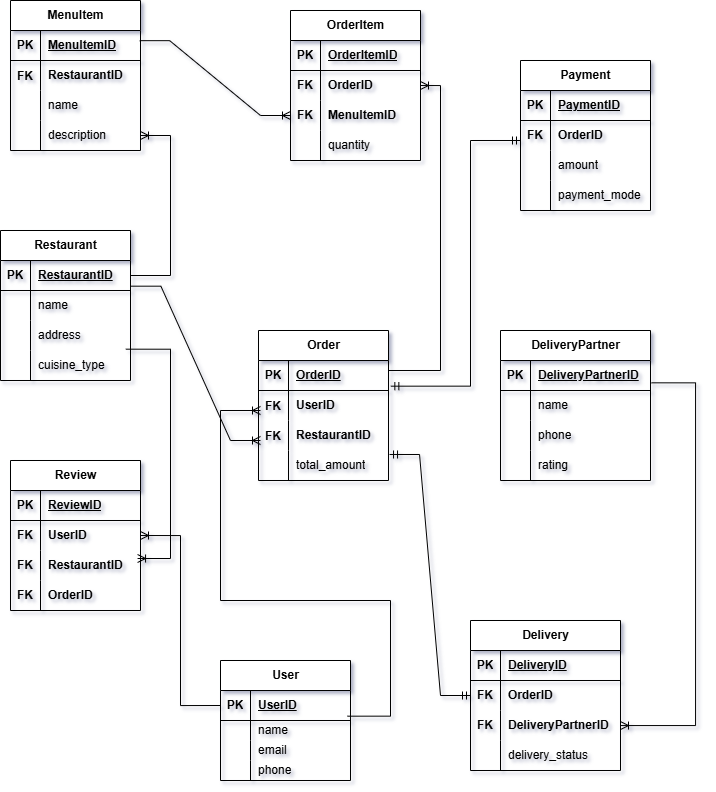 MenuItem
PK MenuItemID
FK RestaurantID
name
description
OrderItem
PK OrderItemID
FK OrderID
FK MenuItemID
quantity
Payment
PK PaymentID
FK OrderID
amount
payment_mode
Restaurant
PK RestaurantID
name
address
cuisine_type
Order
PK OrderID
FK UserID
FK RestaurantID
total_amount
DeliveryPartner
PK DeliveryPartnerID
name
phone
rating
Review
PK ReviewID
FK UserID
FK RestaurantID
FK OrderID
User
PK UserID
name
email
phone
Delivery
PK DeliveryID
FK OrderID
FK DeliveryPartnerID
delivery_status